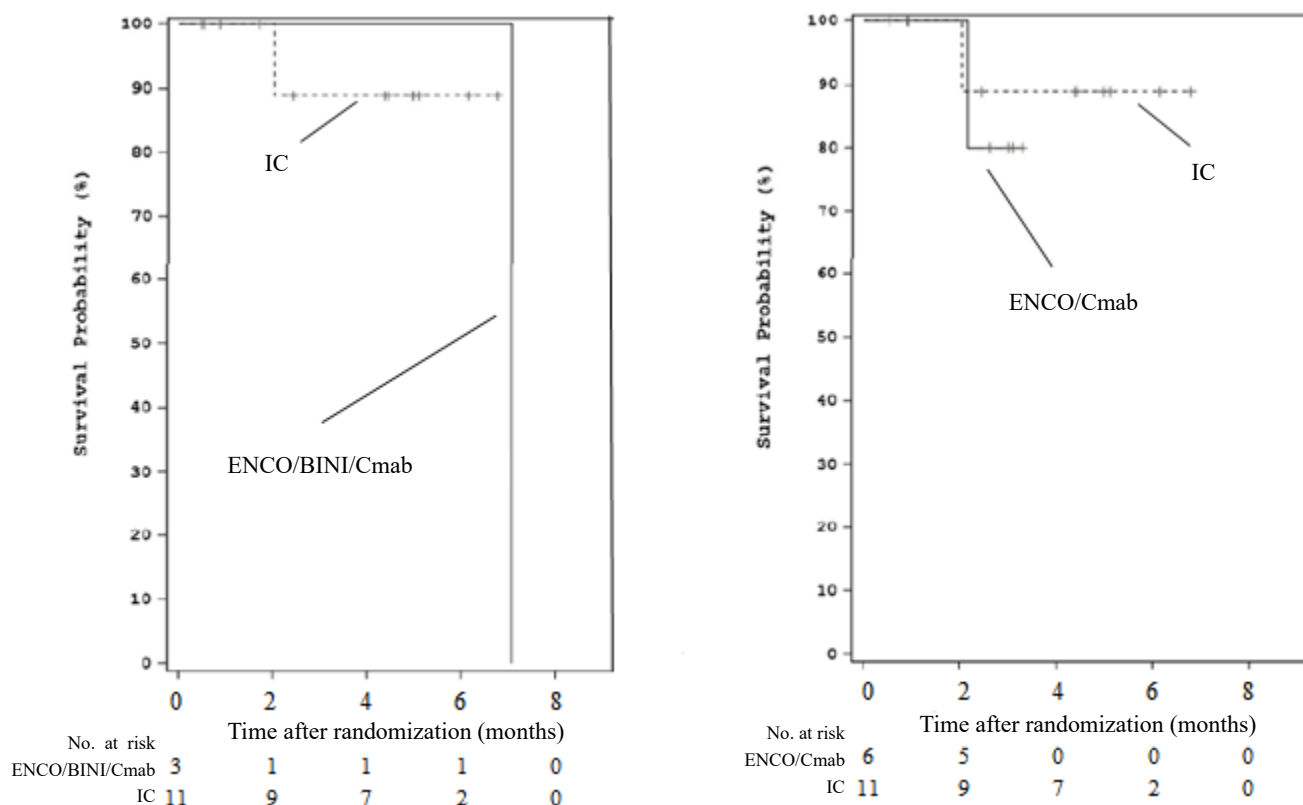 Survival Probability (%)
100
90
80
70
60
50
40
30
20
10
0
IC
ENCO/BINI/Cmab
0 2 4 6 8
Time after randomization (months)
No. at risk
ENCO/BINI/Cmab 3 1 1 1 0
IC 11 9 7 2 0
Survival Probability (%)
100
90
80
70
60
50
40
30
20
10
0
IC
ENCO/Cmab
0 2 4 6 8
Time after randomization (months)
No. at risk
ENCO/Cmab 6 5 0 0 0
IC 11 9 7 2 0